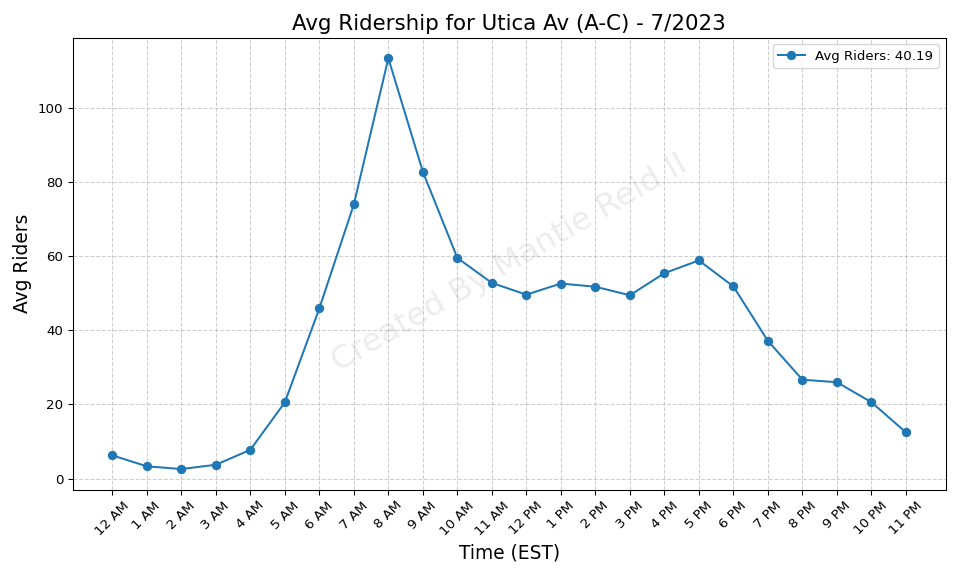 Avg Ridership for Utica Av (A-C) - 7/2023
Avg Riders: 40.19
Avg Riders
100
80
60
40
20
0
Created By Mantie Reid II
12 AM
1 AM
2 AM
3 AM
4 AM
5 AM
6 AM
7 AM
8 AM
9 AM
10 AM
11 AM
12 PM
1 PM
2 PM
3 PM
4 PM
5 PM
6 PM
7 PM
8 PM
9 PM
10 PM
11 PM
Time (EST)